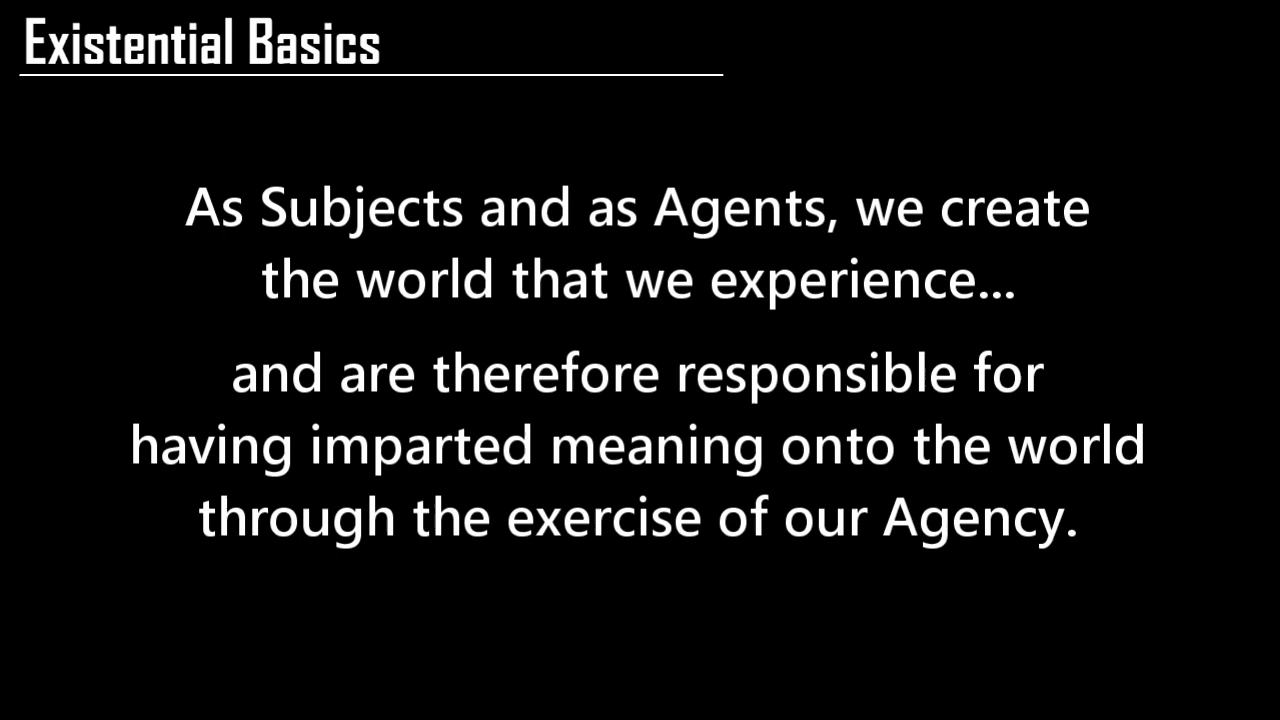 Existential Basics
As Subjects and as Agents, we create
the world that we experience...
and are therefore responsible for
having imparted meaning onto the world
through the exercise of our Agency.